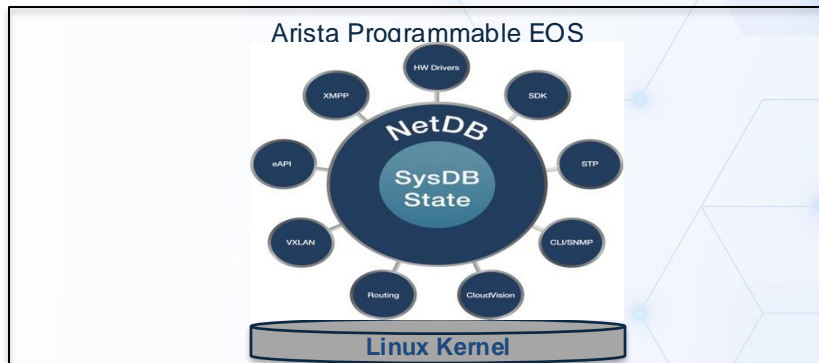 Arista Programmable EOS
HW Drivers
XMPP
SDK
NetDB
eAPI
STP
SysDB
State
VXLAN
CLI/SNMP
Routing
CloudVision
Linux Kernel